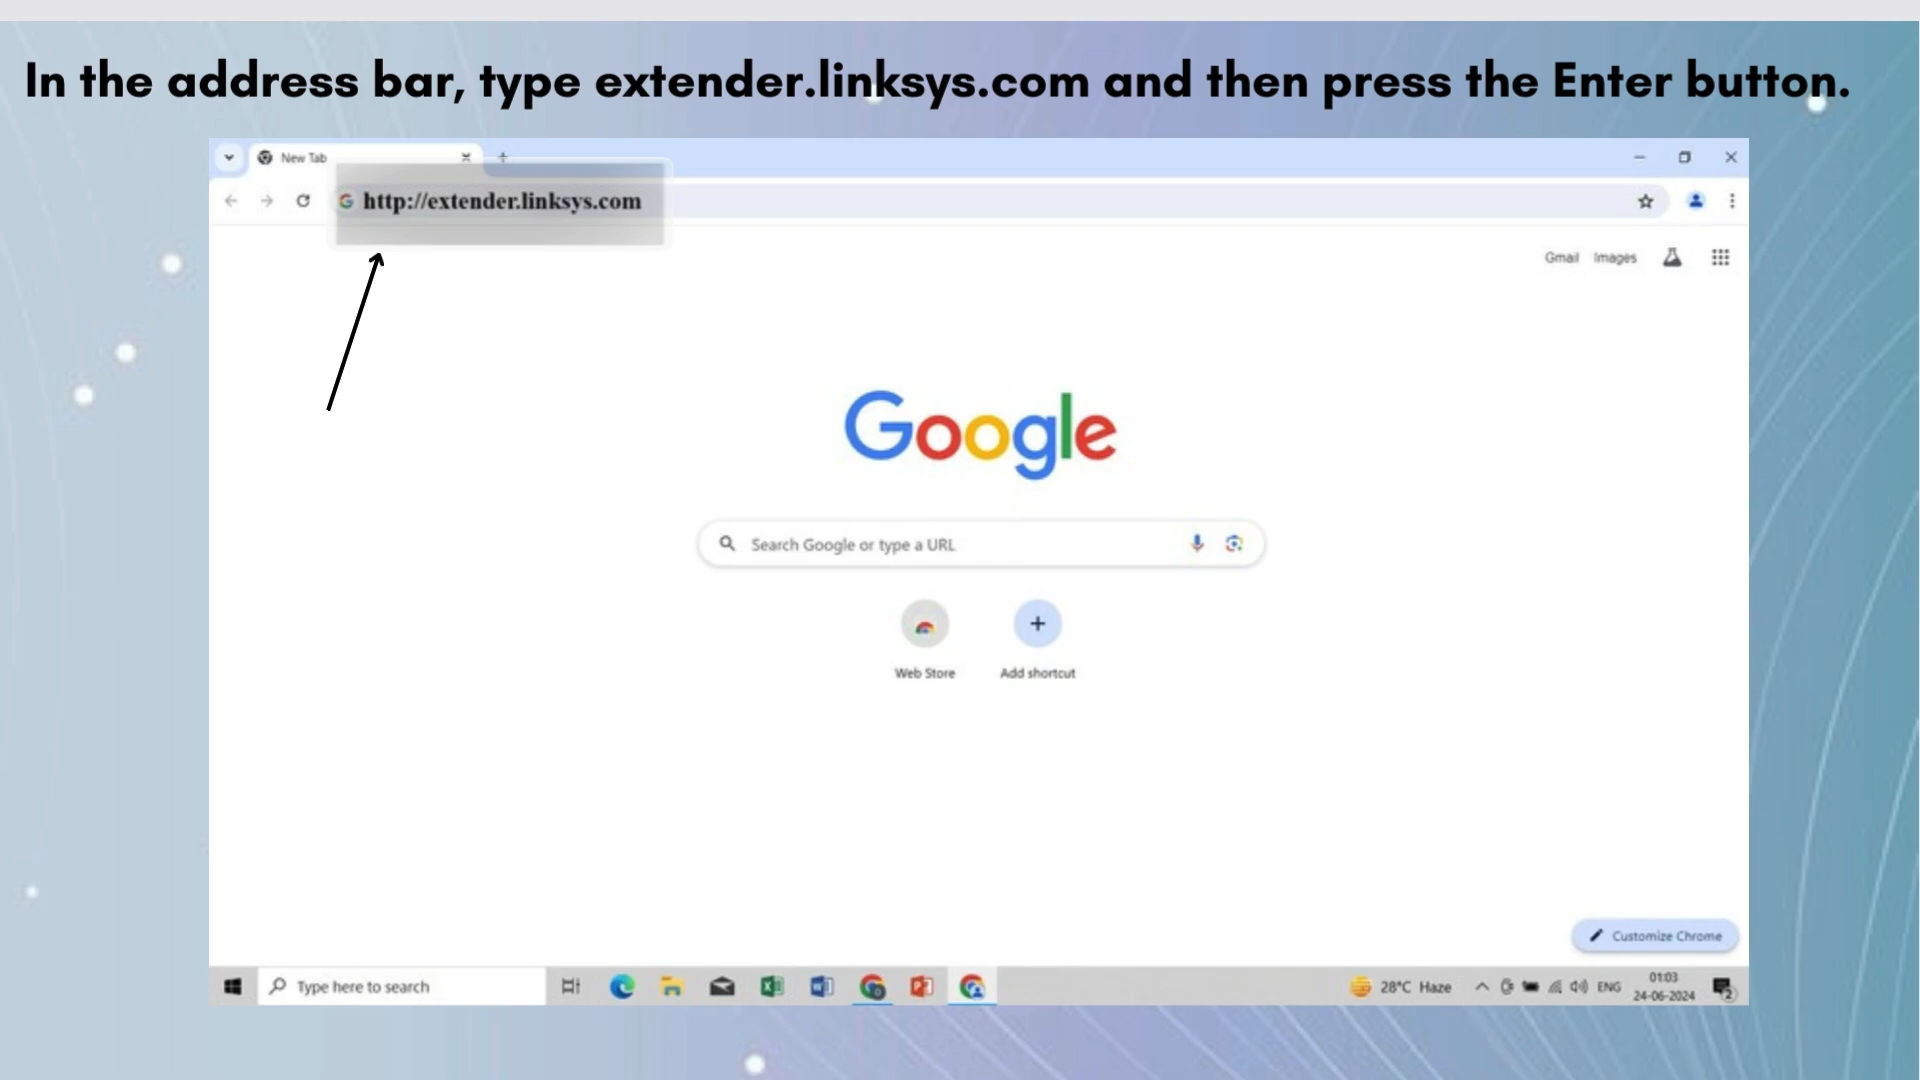 In the address bar, type extender.linksys.com and then press the Enter button.
New Tab
http://extender.linksys.com
Gmail Images
Google
Search Google or type a URL
Web Store
Add shortcut
Customize Chrome
Type here to search
28°C Haze
ENG
01:03
24-06-2024
2